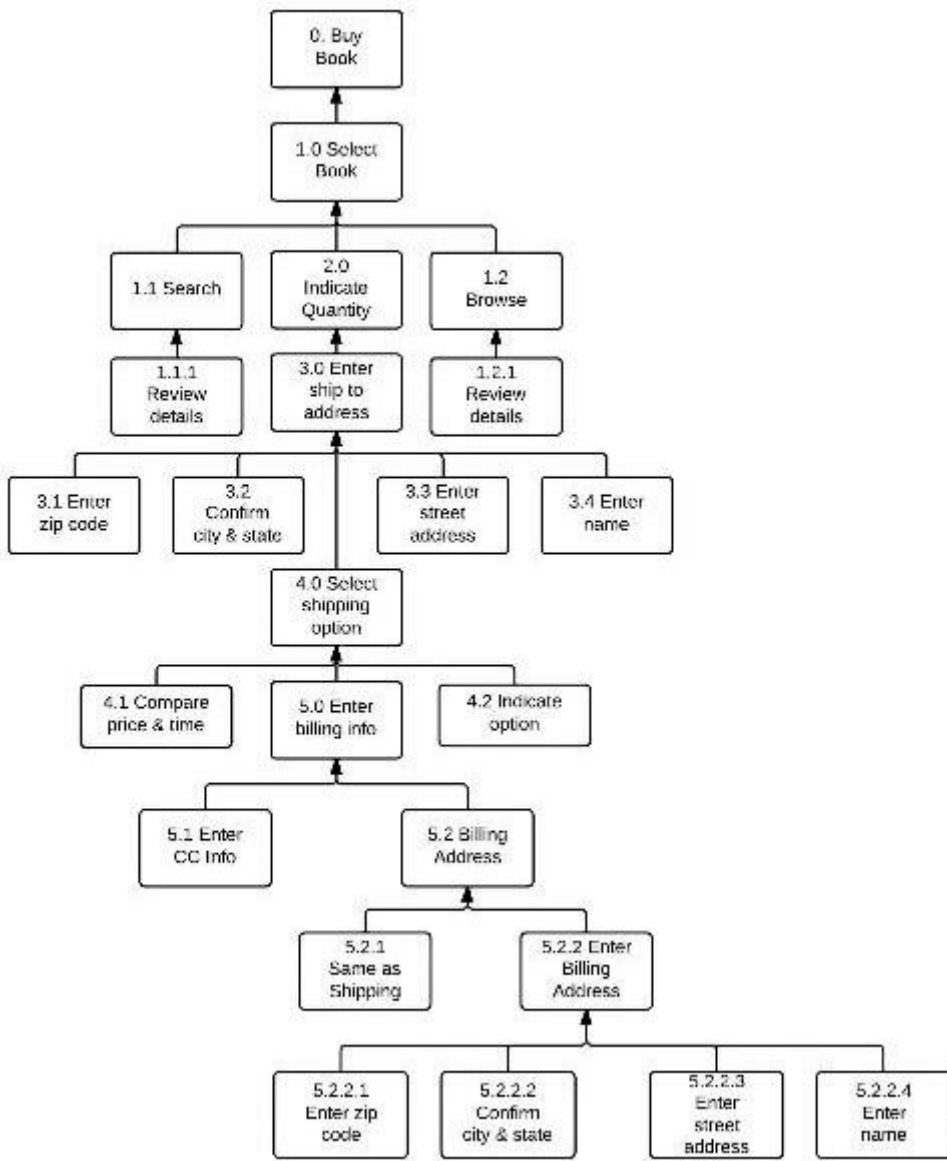 0. Buy
Book
1.0 Select
Book
1.1 Search
2.0
Indicate
Quantity
1.2
Browse
1.1.1
Review
details
3.0 Enter
ship to
address
1.2.1
Review
details
3.1 Enter
zip code
3.2
Confirm
city & state
3.3 Enter
street
address
3.4 Enter
name
4.0 Select
shipping
option
4.1 Compare
price & time
5.0 Enter
billing info
4.2 Indicate
option
5.1 Enter
CC Info
5.2 Billing
Address
5.2.1
Same as
Shipping
5.2.2 Enter
Billing
Address
5.2.2.1
Enter zip
code
5.2.2.2
Confirm
city & state
5.2.2.3
Enter
street
address
5.2.2.4
Enter
name